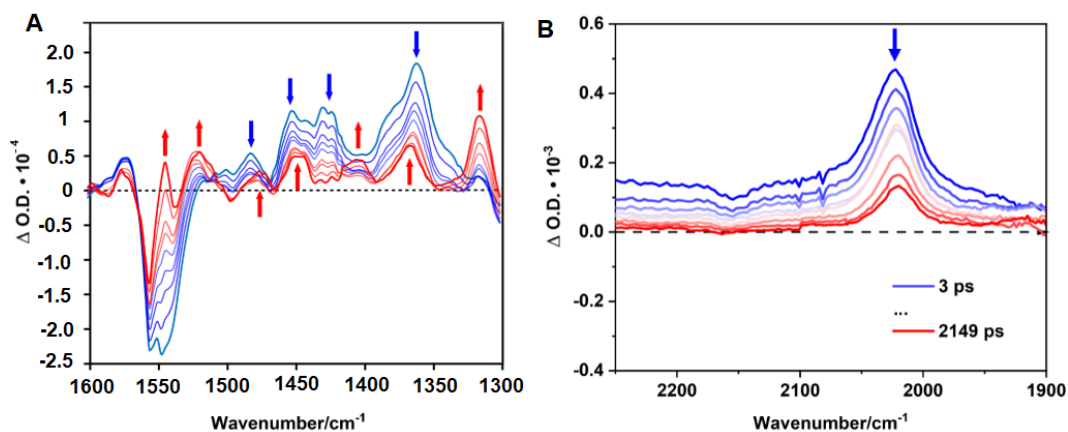 A
B
Δ O.D. • 10⁻⁴
2.0
1.5
1
0.5
0
-0.5
-1.0
-1.5
-2.0
-2.5
1600 1550 1500 1450 1400 1350 1300
Wavenumber/cm⁻¹
Δ O.D. • 10⁻³
0.6
0.4
0.2
0.0
-0.2
-0.4
3 ps
...
2149 ps
2200 2100 2000 1900
Wavenumber/cm⁻¹